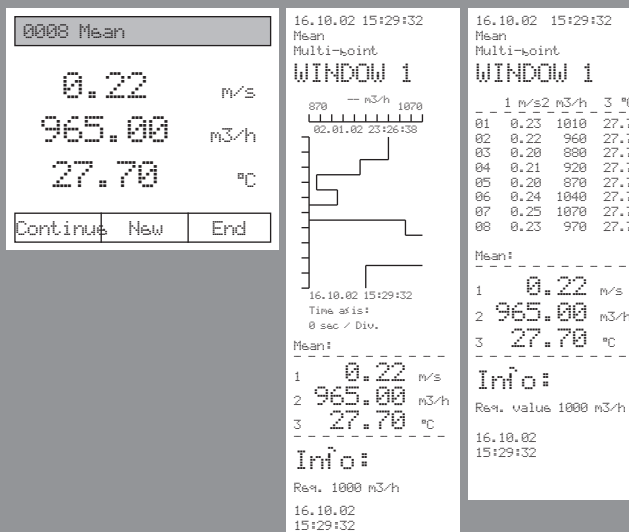 0008 Mean
0.22 m/s
965.00 m3/h
27.70 °C
Continue New End
16.10.02 15:29:32
Mean
Multi-point
WINDOW 1
870 -- m3/h 1070
02.01.02 23:26:38
16.10.02 15:29:32
Time axis:
0 sec / Div.
Mean:
1 0.22 m/s
2 965.00 m3/h
3 27.70 °C
Info:
Req. 1000 m3/h
16.10.02
15:29:32
16.10.02 15:29:32
Mean
Multi-point
WINDOW 1
1 m/s2 m3/h 3
01 0.23 1010
02 0.22 960
03 0.20 880
04 0.21 920
05 0.20 870
06 0.24 1040
07 0.25 1070
08 0.23 970
Mean:
1 0.22 m/s
2 965.00 m3/h
3 27.70 °C
Info:
Req. value 1000 m3/h
16.10.02
15:29:32